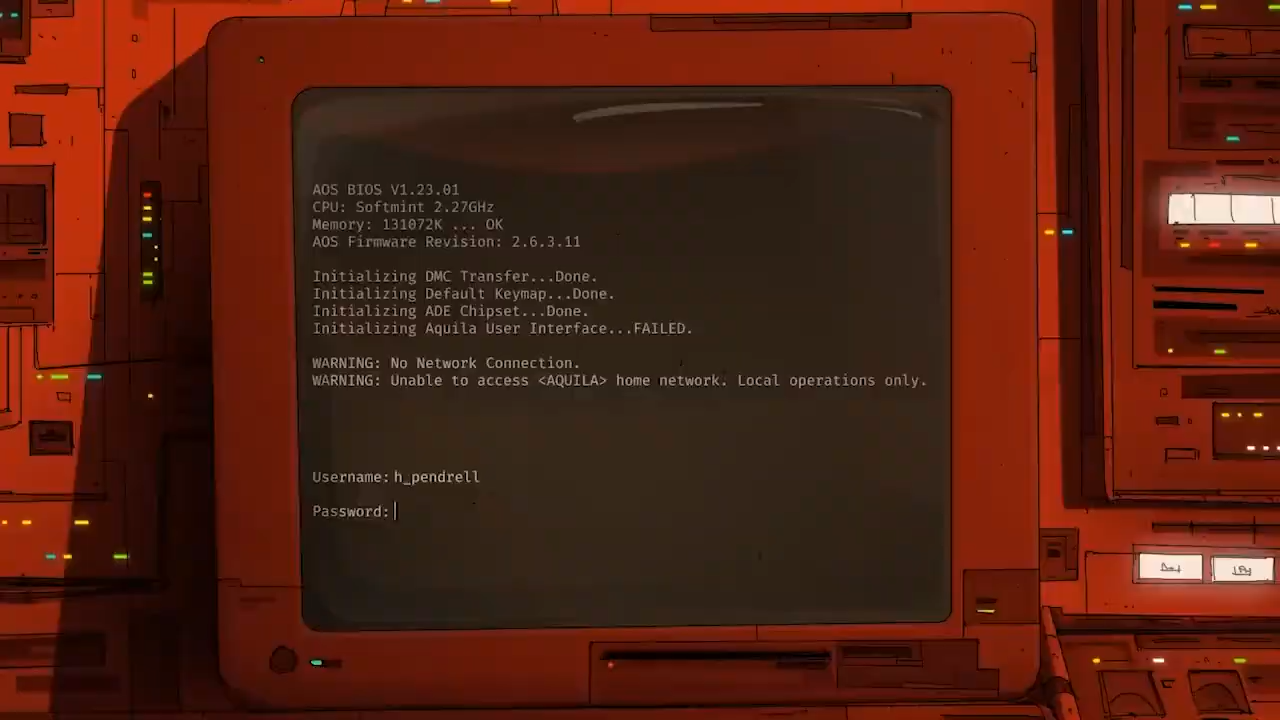 AOS BIOS V1.23.01
CPU: Softmint 2.27GHz
Memory: 131072K ... OK
AOS Firmware Revision: 2.6.3.11
Initializing DMC Transfer...Done.
Initializing Default Keymap...Done.
Initializing ADE Chipset...Done.
Initializing Aquila User Interface...FAILED.
WARNING: No Network Connection.
WARNING: Unable to access <AQUILA> home network. Local operations only.
Username: h_pendrell
Password: